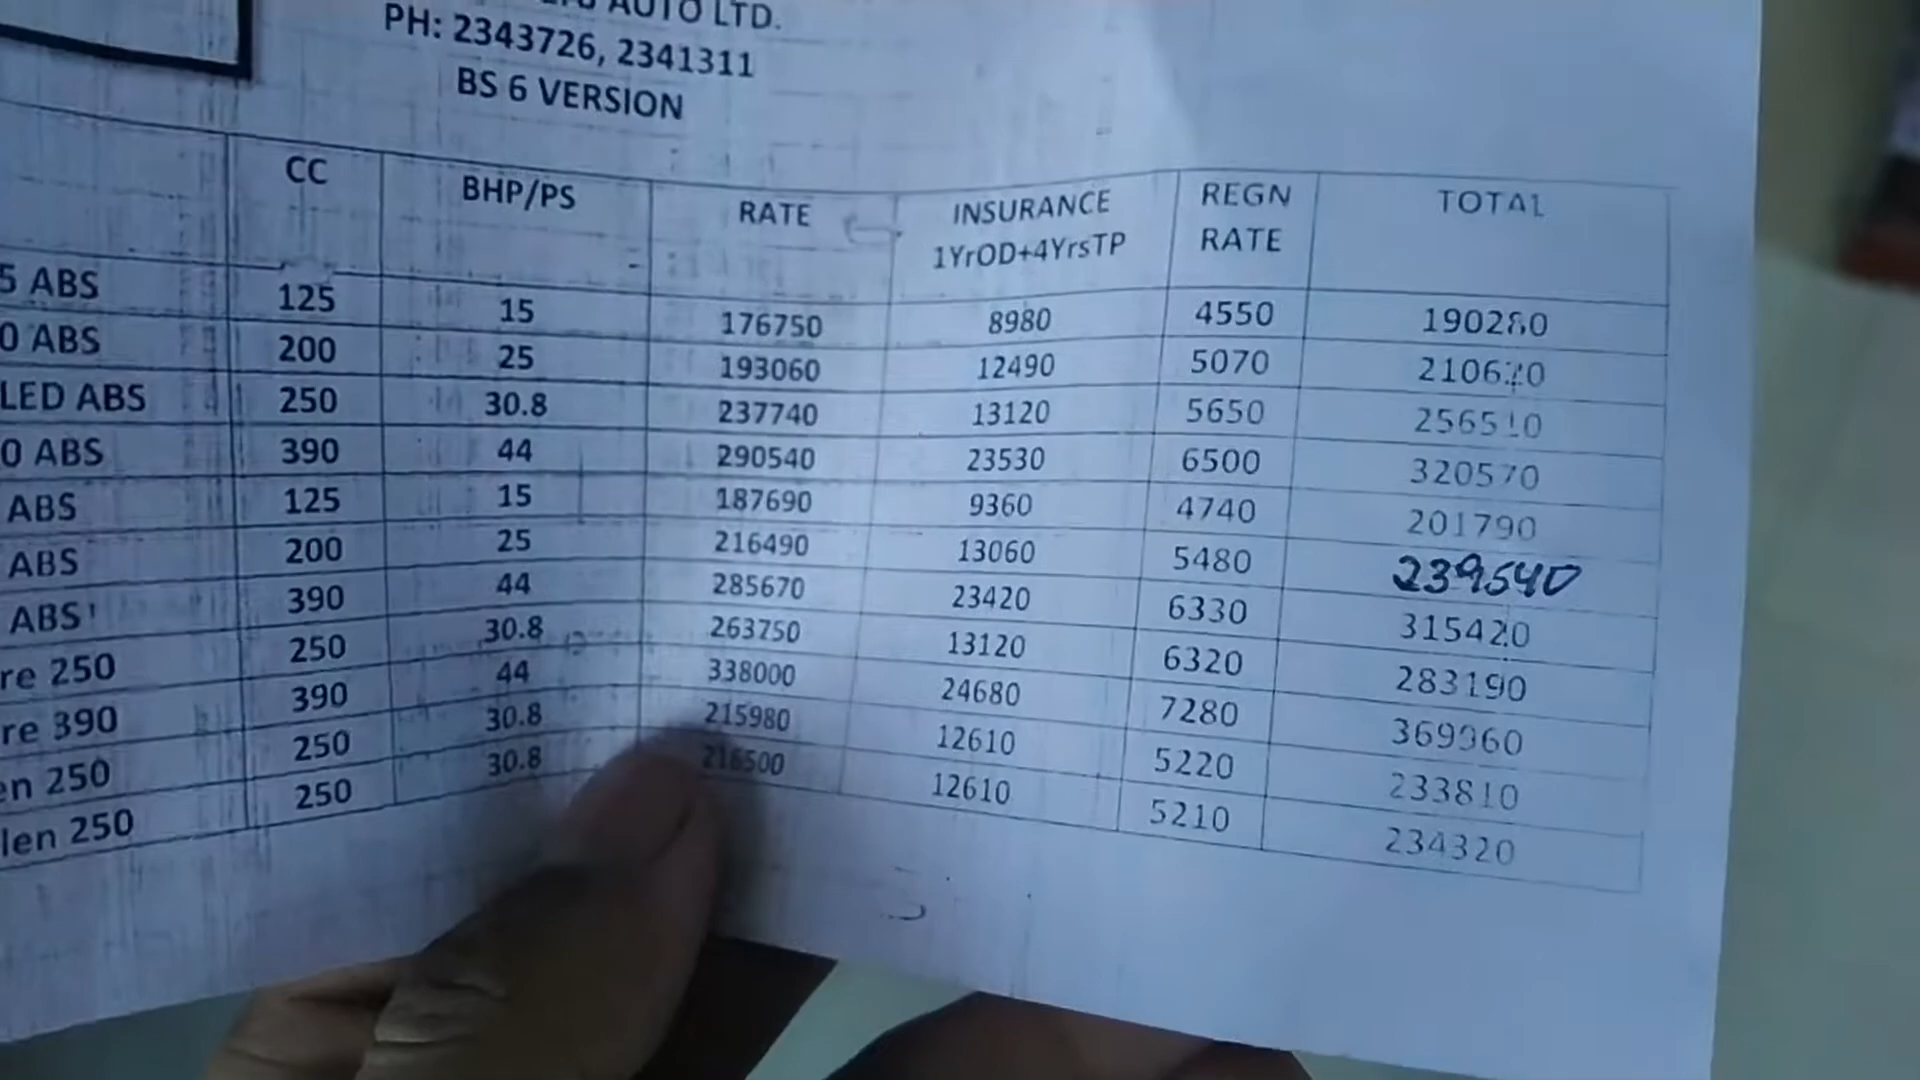 AUTO LTD.
PH: 2343726, 2341311
BS 6 VERSION
CC BHP/PS RATE INSURANCE 1YrOD+4YrsTP REGN RATE TOTAL
5 ABS 125 15 176750 8980 4550 190280
0 ABS 200 25 193060 12490 5070 210620
LED ABS 250 30.8 237740 13120 5650 256510
0 ABS 390 44 290540 23530 6500 320570
ABS 125 15 187690 9360 4740 201790
ABS 200 25 216490 13060 5480 239540
ABS 390 44 285670 23420 6330 315420
re 250 250 30.8 263750 13120 6320 283190
re 390 390 44 338000 24680 7280 369960
en 250 250 30.8 215980 12610 5220 233810
len 250 250 30.8 216500 12610 5210 234320